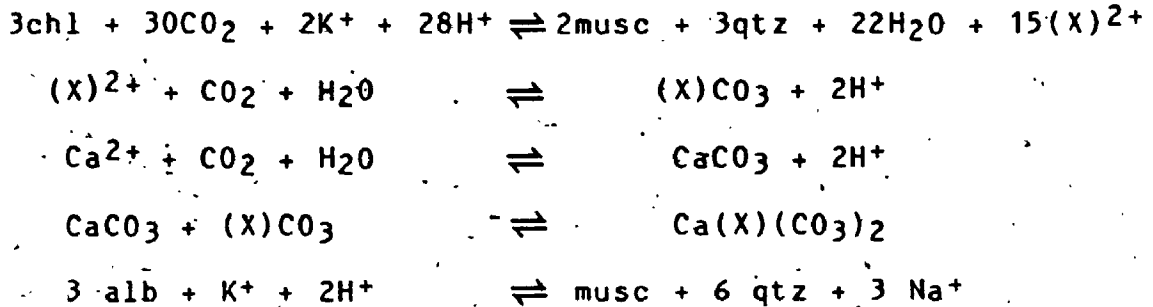 3chl + 30CO₂ + 2K⁺ + 28H⁺ ⇌ 2musc + 3qtz + 22H₂O + 15(X)²⁺
(X)²⁺ + CO₂ + H₂O ⇌ (X)CO₃ + 2H⁺
Ca²⁺ + CO₂ + H₂O ⇌ CaCO₃ + 2H⁺
CaCO₃ + (X)CO₃ ⇌ Ca(X)(CO₃)₂
3 alb + K⁺ + 2H⁺ ⇌ musc + 6 qtz + 3 Na⁺